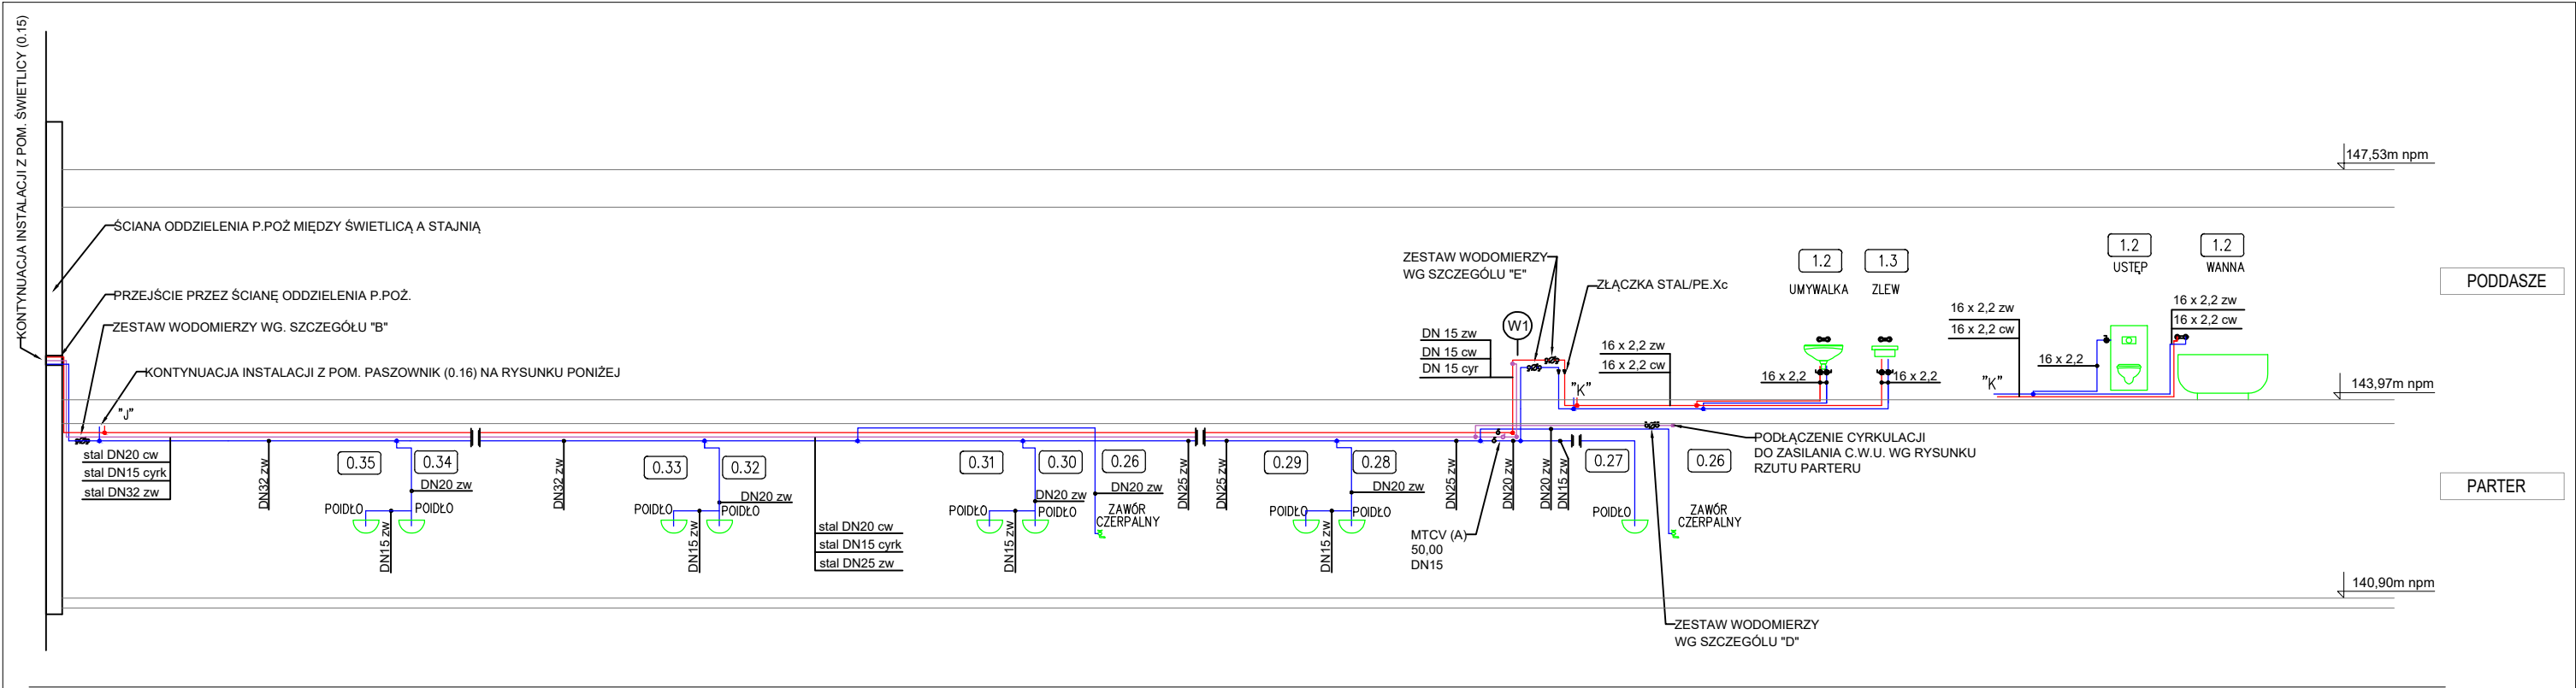 KONTYNUACJA INSTALACJI Z POM. ŚWIETLICY (0.15)
147,53m npm
ŚCIANA ODDZIELENIA P.POŻ MIĘDZY ŚWIETLICĄ A STAJNIĄ
PRZEJŚCIE PRZEZ ŚCIANĘ ODDZIELENIA P.POŻ.
ZESTAW WODOMIERZY WG. SZCZEGÓŁU "B"
KONTYNUACJA INSTALACJI Z POM. PASZOWNIK (0.16) NA RYSUNKU PONIŻEJ
"J"
ZESTAW WODOMIERZY
WG SZCZEGÓLU "E"
ZŁĄCZKA STAL/PE.Xc
W1
DN 15 zw
DN 15 cw
DN 15 cyr
16 x 2,2 zw
16 x 2,2 cw
"K"
1.2
UMYWALKA
1.3
ZLEW
16 x 2,2
16 x 2,2
16 x 2,2 zw
16 x 2,2 cw
"K"
1.2
USTĘP
16 x 2,2
1.2
WANNA
16 x 2,2 zw
16 x 2,2 cw
PODDASZE
143,97m npm
stal DN20 cw
stal DN15 cyrk
stal DN32 zw
DN32 zw
0.35
0.34
DN20 zw
POIDŁO
POIDŁO
DN15 zw
DN32 zw
0.33
0.32
DN20 zw
POIDŁO
POIDŁO
DN15 zw
stal DN20 cw
stal DN15 cyrk
stal DN25 zw
0.31
0.30
DN20 zw
POIDŁO
POIDŁO
DN15 zw
0.26
DN20 zw
ZAWÓR
CZERPALNY
DN25 zw
DN25 zw
0.29
0.28
DN20 zw
POIDŁO
POIDŁO
DN15 zw
DN25 zw
DN20 zw
DN20 zw
DN15 zw
MTCV (A)
50,00
DN15
0.27
POIDŁO
0.26
ZAWÓR
CZERPALNY
PODŁĄCZENIE CYRKULACJI
DO ZASILANIA C.W.U. WG RYSUNKU
RZUTU PARTERU
PARTER
140,90m npm
ZESTAW WODOMIERZY
WG SZCZEGÓLU "D"